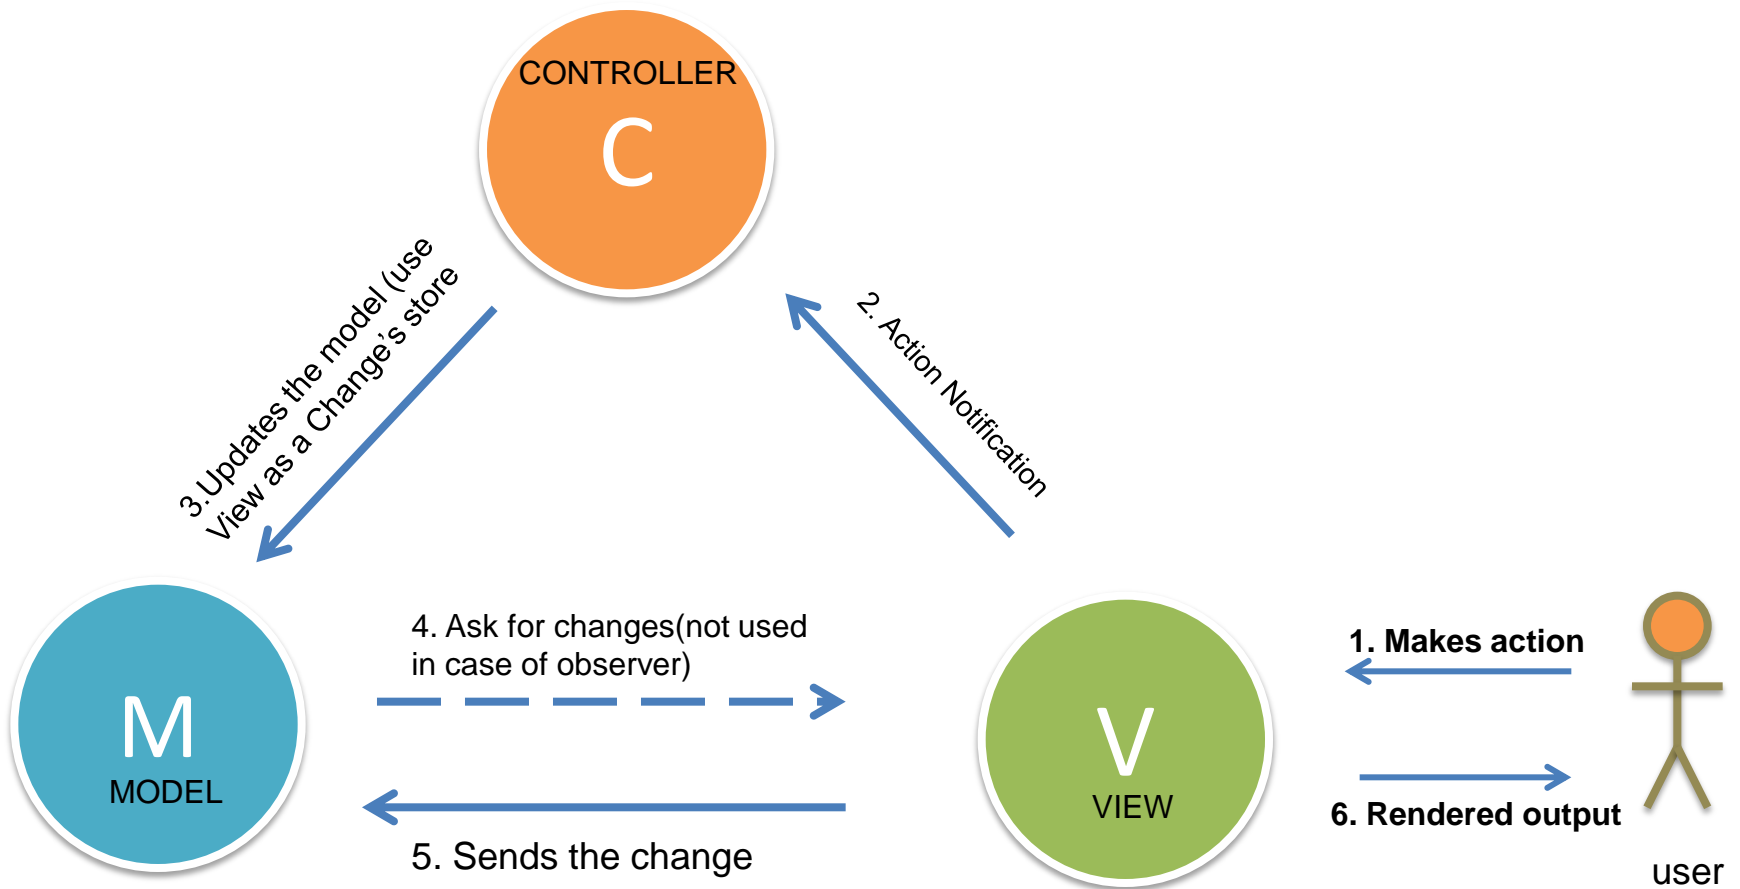 CONTROLLER
C
3.Updates the model (use
View as a Change's store
2. Action Notification
4. Ask for changes(not used
in case of observer)
1. Makes action
M
MODEL
V
VIEW
5. Sends the change
6. Rendered output
user